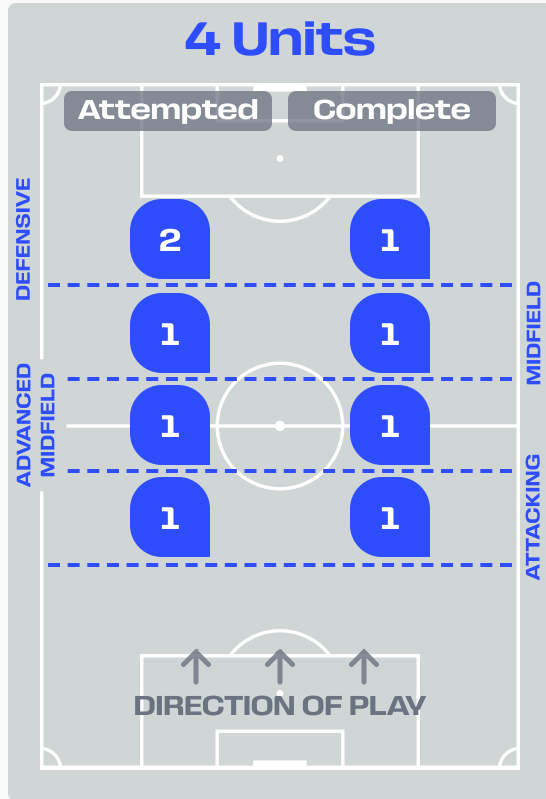 4 Units
Attempted Complete
DEFENSIVE
2 1
MIDFIELD
1 1
ADVANCED
MIDFIELD
1 1
ATTACKING
1 1
DIRECTION OF PLAY